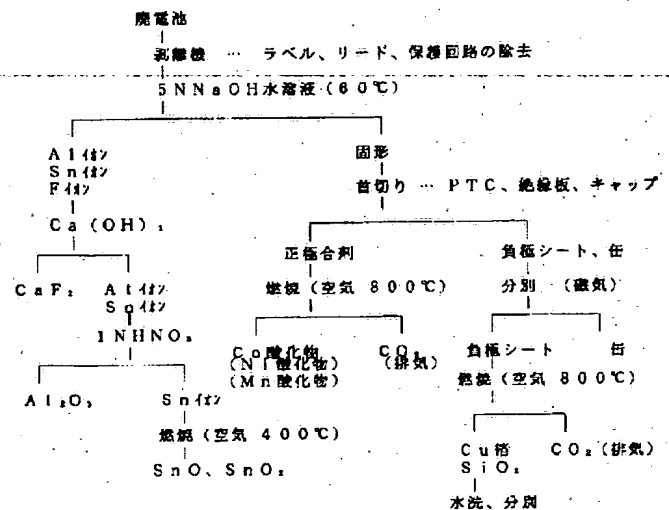 廃電池
剥離機 … ラベル、リード、保護回路の除去
5NNaOH水溶液(60℃)
Alイオン
Snイオン
Fイオン
固形
首切り … PTC、絶縁板、キャップ
Ca(OH)₂
正極合剤
負極シート、缶
CaF₂
Alイオン
Snイオン
燃焼(空気 800℃)
分別 (磁気)
1NHNO₃
Co酸化物
(Ni酸化物)
(Mn酸化物)
CO₂
(排気)
負極シート
缶
燃焼(空気 800℃)
Al₂O₃
Snイオン
燃焼(空気 400℃)
Cu箔
SiO₂
CO₂(排気)
SnO、SnO₂
水洗、分別